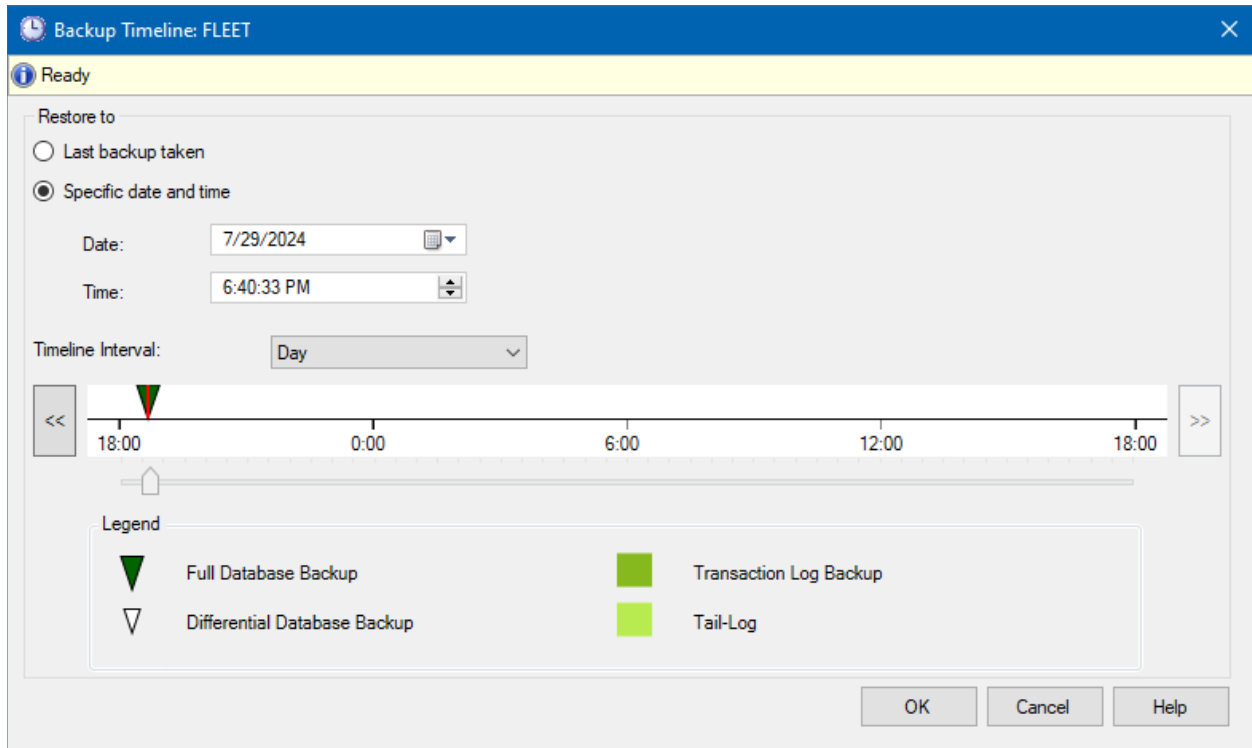 Backup Timeline: FLEET
Ready
Restore to
Last backup taken
Specific date and time
Date: 7/29/2024
Time: 6:40:33 PM
Timeline Interval: Day
<< >>
18:00 0:00 6:00 12:00 18:00
Legend
Full Database Backup Transaction Log Backup
Differential Database Backup Tail-Log
OK Cancel Help